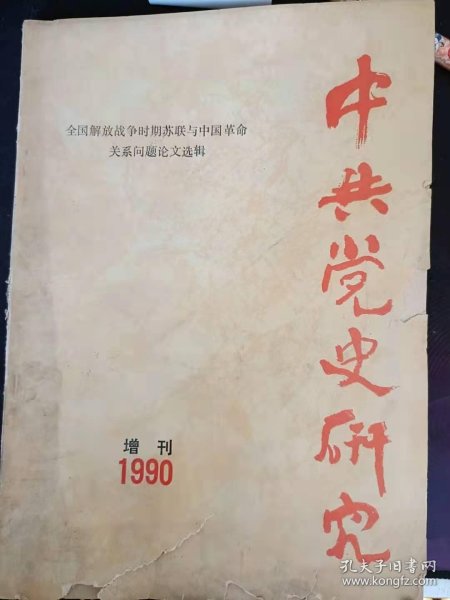 中共党史研究
全国解放战争时期苏联与中国革命
关系问题论文选辑
增刊
1990
孔夫子旧书网
www.kongfz.com